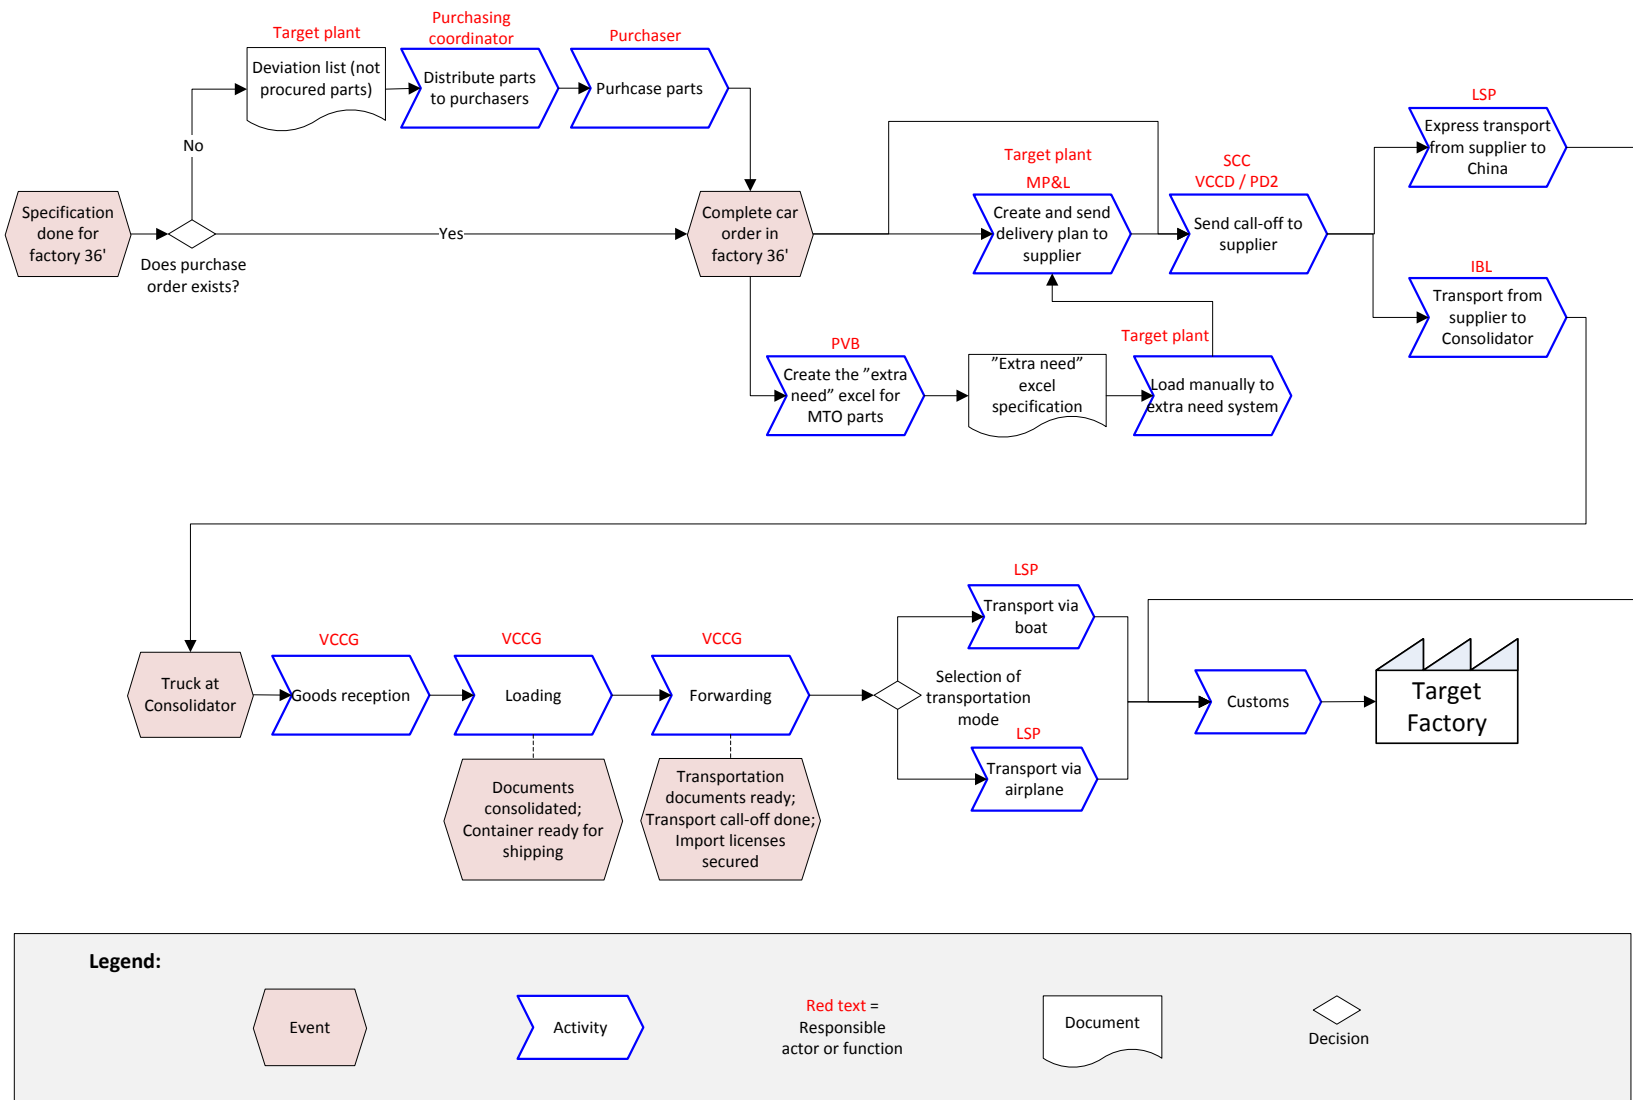 Target plant
Deviation list (not
procured parts)
Purchasing
coordinator
Distribute parts
to purchasers
Purchaser
Purhcase parts
No
Specification
done for
factory 36'
Does purchase
order exists?
Yes
Complete car
order in
factory 36'
Target plant
MP&L
Create and send
delivery plan to
supplier
SCC
VCCD / PD2
Send call-off to
supplier
LSP
Express transport
from supplier to
China
IBL
Transport from
supplier to
Consolidator
PVB
Create the ”extra
need” excel for
MTO parts
”Extra need”
excel
specification
Target plant
Load manually to
extra need system
Truck at
Consolidator
VCCG
Goods reception
VCCG
Loading
VCCG
Forwarding
Documents
consolidated;
Container ready for
shipping
Transportation
documents ready;
Transport call-off done;
Import licenses
secured
Selection of
transportation
mode
LSP
Transport via
boat
LSP
Transport via
airplane
Customs
Target
Factory
Legend:
Event
Activity
Red text =
Responsible
actor or function
Document
Decision